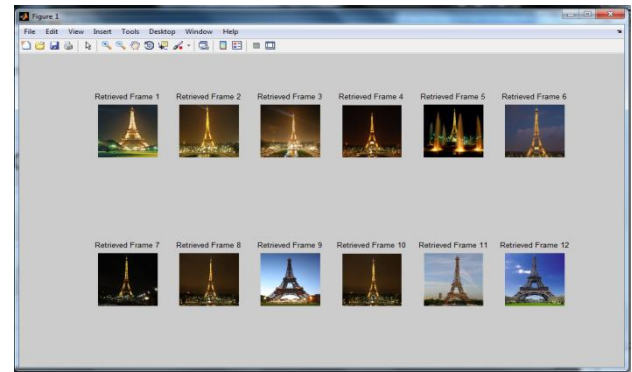 Figure 1
File Edit View Insert Tools Desktop Window Help
Retrieved Frame 1 Retrieved Frame 2 Retrieved Frame 3 Retrieved Frame 4 Retrieved Frame 5 Retrieved Frame 6
Retrieved Frame 7 Retrieved Frame 8 Retrieved Frame 9 Retrieved Frame 10 Retrieved Frame 11 Retrieved Frame 12